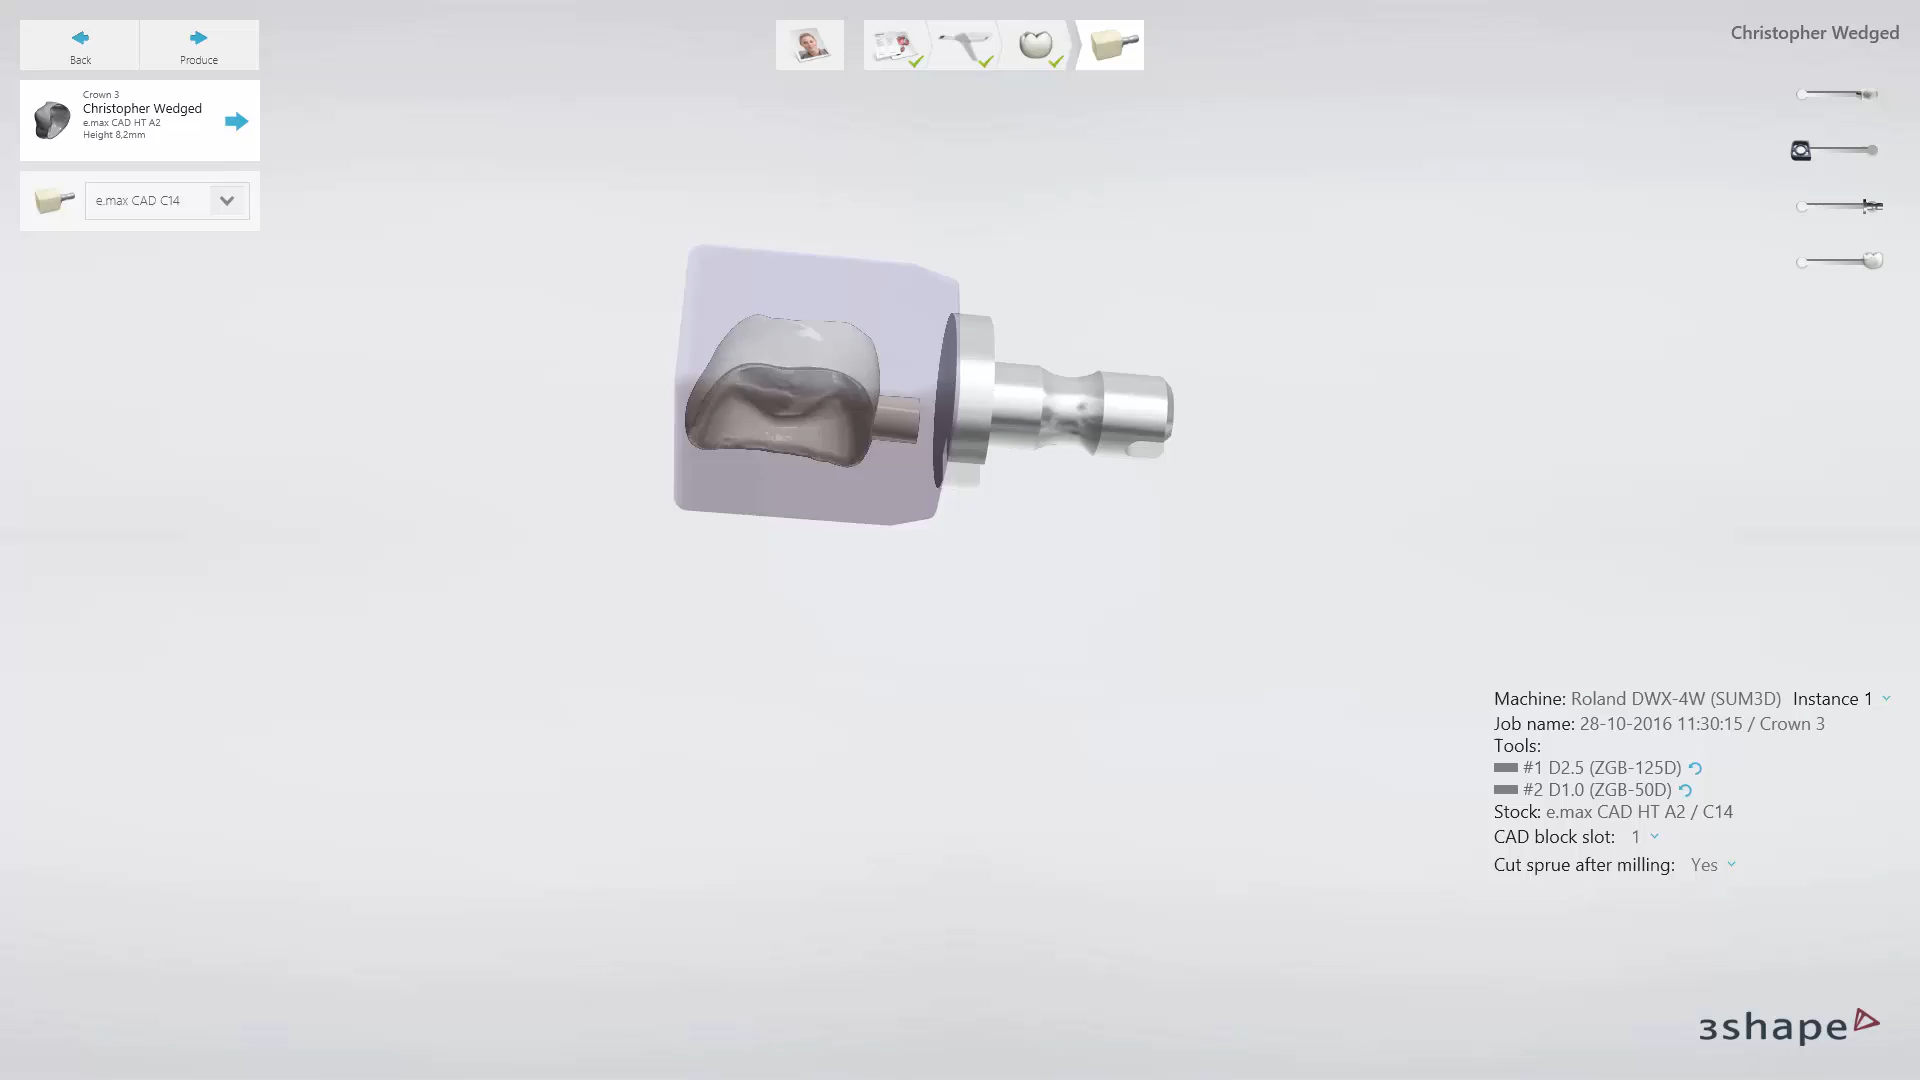 Back
Produce
Christopher Wedged
Crown 3
Christopher Wedged
e.max CAD HT A2
Height 8,2mm
e.max CAD C14
Machine: Roland DWX-4W (SUM3D) Instance 1
Job name: 28-10-2016 11:30:15 / Crown 3
Tools:
#1 D2.5 (ZGB-125D)
#2 D1.0 (ZGB-50D)
Stock: e.max CAD HT A2 / C14
CAD block slot: 1
Cut sprue after milling: Yes
3shape